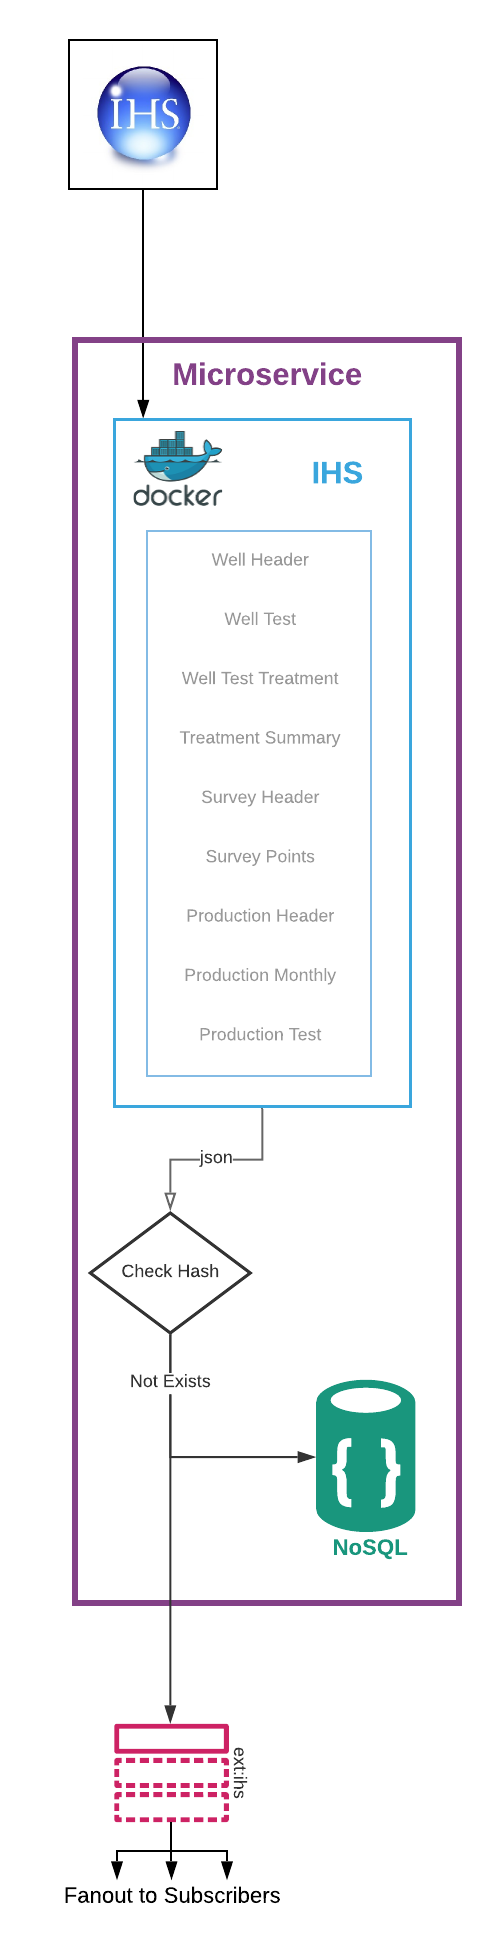 IHS
Microservice
docker
IHS
Well Header
Well Test
Well Test Treatment
Treatment Summary
Survey Header
Survey Points
Production Header
Production Monthly
Production Test
json
Check Hash
Not Exists
{ }
NoSQL
ext:ihs
Fanout to Subscribers